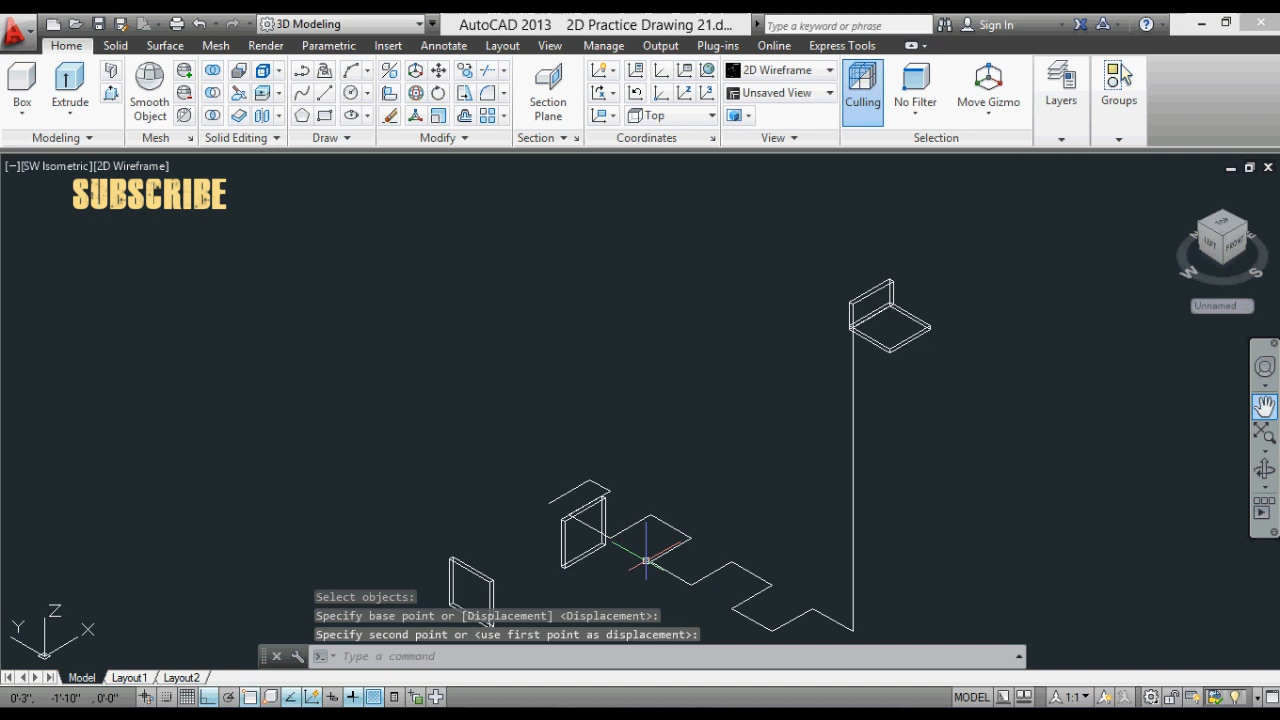 3D Modeling
AutoCAD 2013 2D Practice Drawing 21.d...
Type a keyword or phrase
Sign In
Home Solid Surface Mesh Render Parametric Insert Annotate Layout View Manage Output Plug-ins Online Express Tools
Box
Extrude
Smooth
Object
Section
Plane
Top
2D Wireframe
Unsaved View
Culling
No Filter
Move Gizmo
Layers
Groups
Modeling
Mesh
Solid Editing
Draw
Modify
Section
Coordinates
View
Selection
[−][SW Isometric][2D Wireframe]
SUBSCRIBE
TOP
LEFT
FRONT
N
E
W
S
Unnamed
Select objects:
Specify base point or [Displacement] <Displacement>:
Specify second point or <use first point as displacement>:
Type a command
Z
Y
X
Model Layout1 Layout2
0'-3", -1'-10", 0'-0"
MODEL
1:1